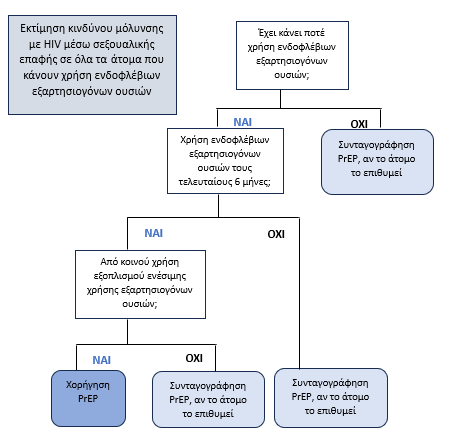 Εκτίμηση κινδύνου μόλυνσης
με HIV μέσω σεξουαλικής
επαφής σε όλα τα άτομα που
κάνουν χρήση ενδοφλέβιων
εξαρτησιογόνων ουσιών
Έχει κάνει ποτέ
χρήση ενδοφλέβιων
εξαρτησιογόνων
ουσιών;
ΝΑΙ
ΟΧΙ
Χρήση ενδοφλέβιων
εξαρτησιογόνων
ουσιών τους
τελευταίους 6 μήνες;
Συνταγογράφηση
PrEP, αν το άτομο
το επιθυμεί
ΝΑΙ
ΟΧΙ
Από κοινού χρήση
εξοπλισμού ενέσιμης
χρήσης εξαρτησιογόνων
ουσιών;
ΝΑΙ
ΟΧΙ
Χορήγηση
PrEP
Συνταγογράφηση
PrEP, αν το άτομο
το επιθυμεί
Συνταγογράφηση
PrEP, αν το άτομο
το επιθυμεί